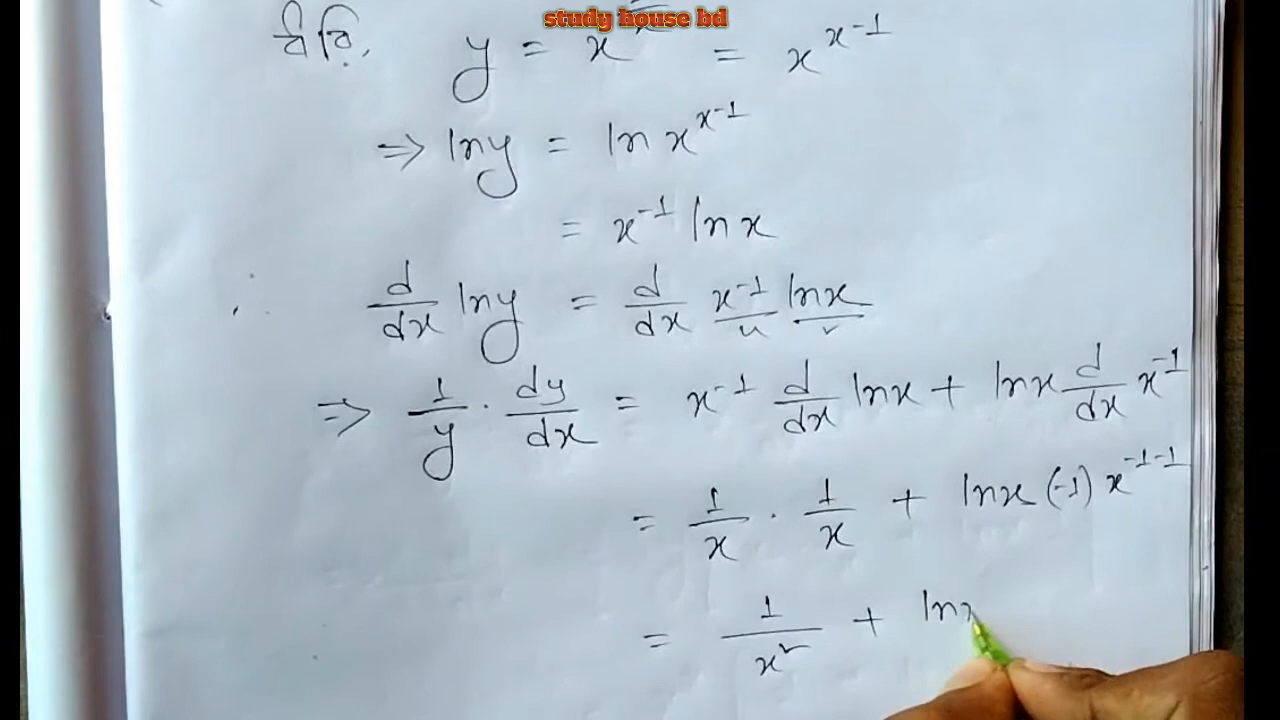 study house bd
ধরি, y = x^{1/x} = x^{x^{-1}}
⇒ ln y = ln x^{x^{-1}}
= x^{-1} ln x
∴ d/dx ln y = d/dx x^{-1} ln x
u v
⇒ 1/y · dy/dx = x^{-1} d/dx ln x + ln x d/dx x^{-1}
= 1/x · 1/x + ln x (-1) x^{-1-1}
= 1/x² + ln x